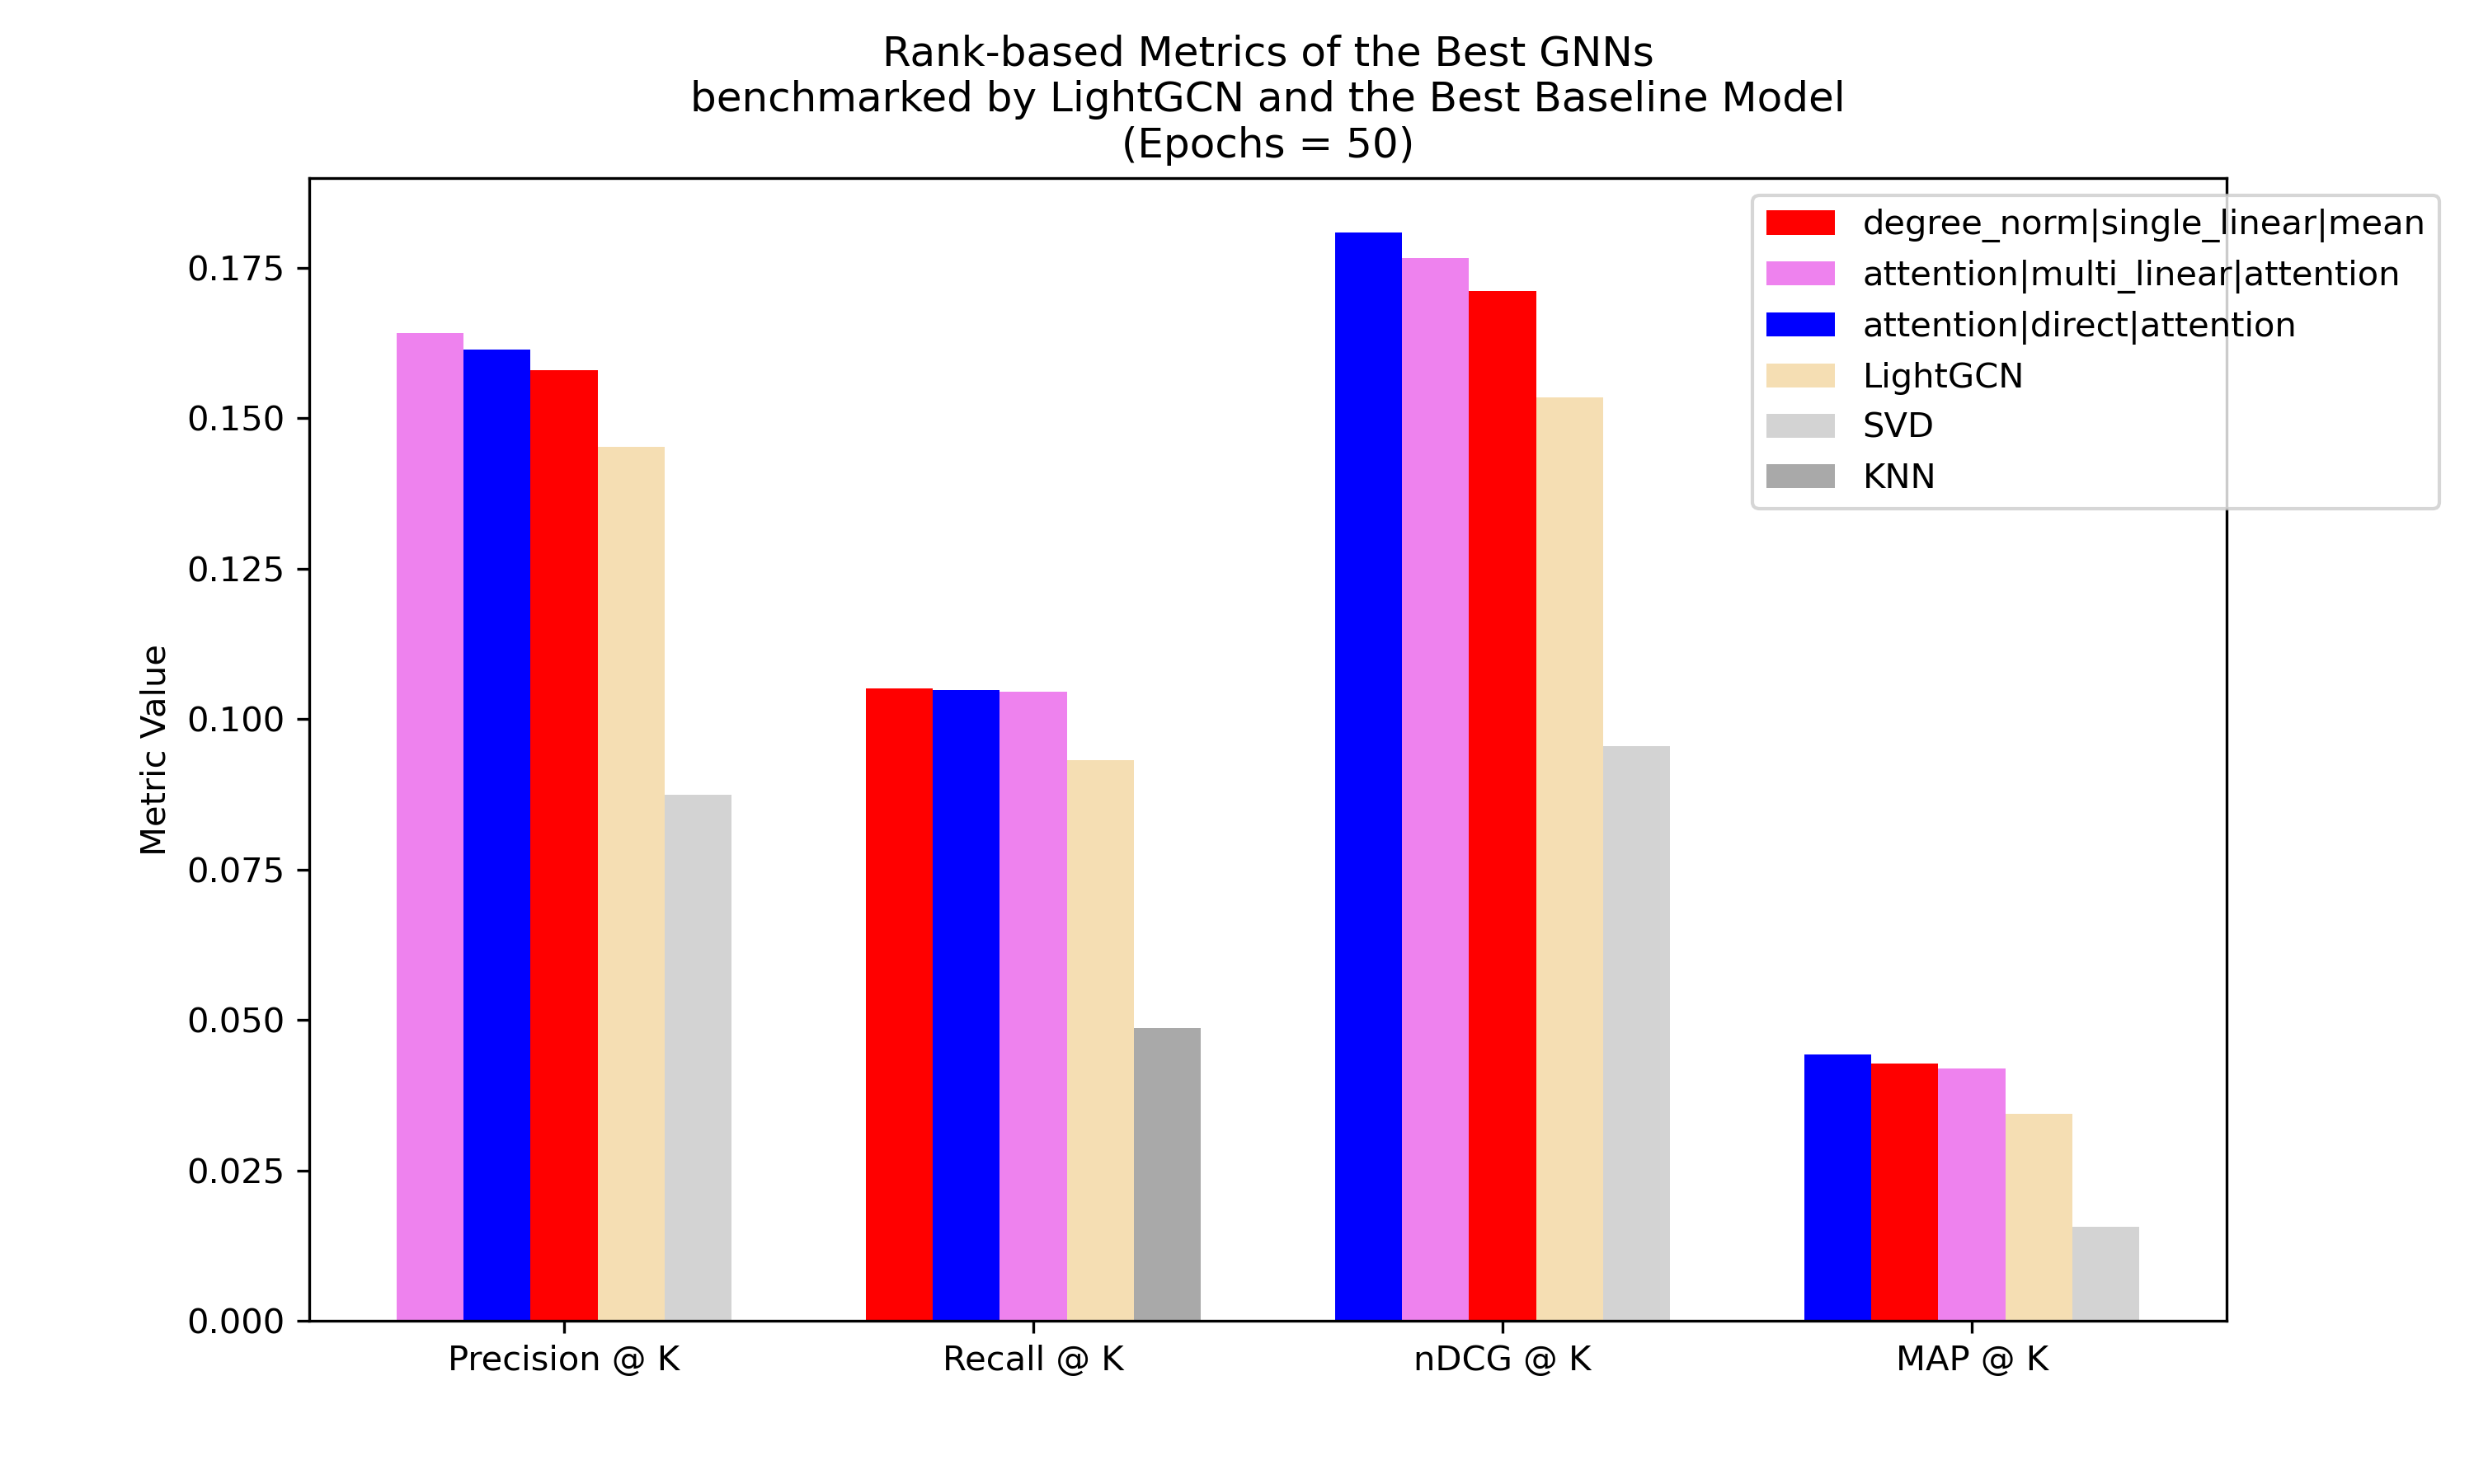 Rank-based Metrics of the Best GNNs
benchmarked by LightGCN and the Best Baseline Model
(Epochs = 50)
degree_norm|single_linear|mean
attention|multi_linear|attention
attention|direct|attention
LightGCN
SVD
KNN
Metric Value
0.175
0.150
0.125
0.100
0.075
0.050
0.025
0.000
Precision @ K
Recall @ K
nDCG @ K
MAP @ K